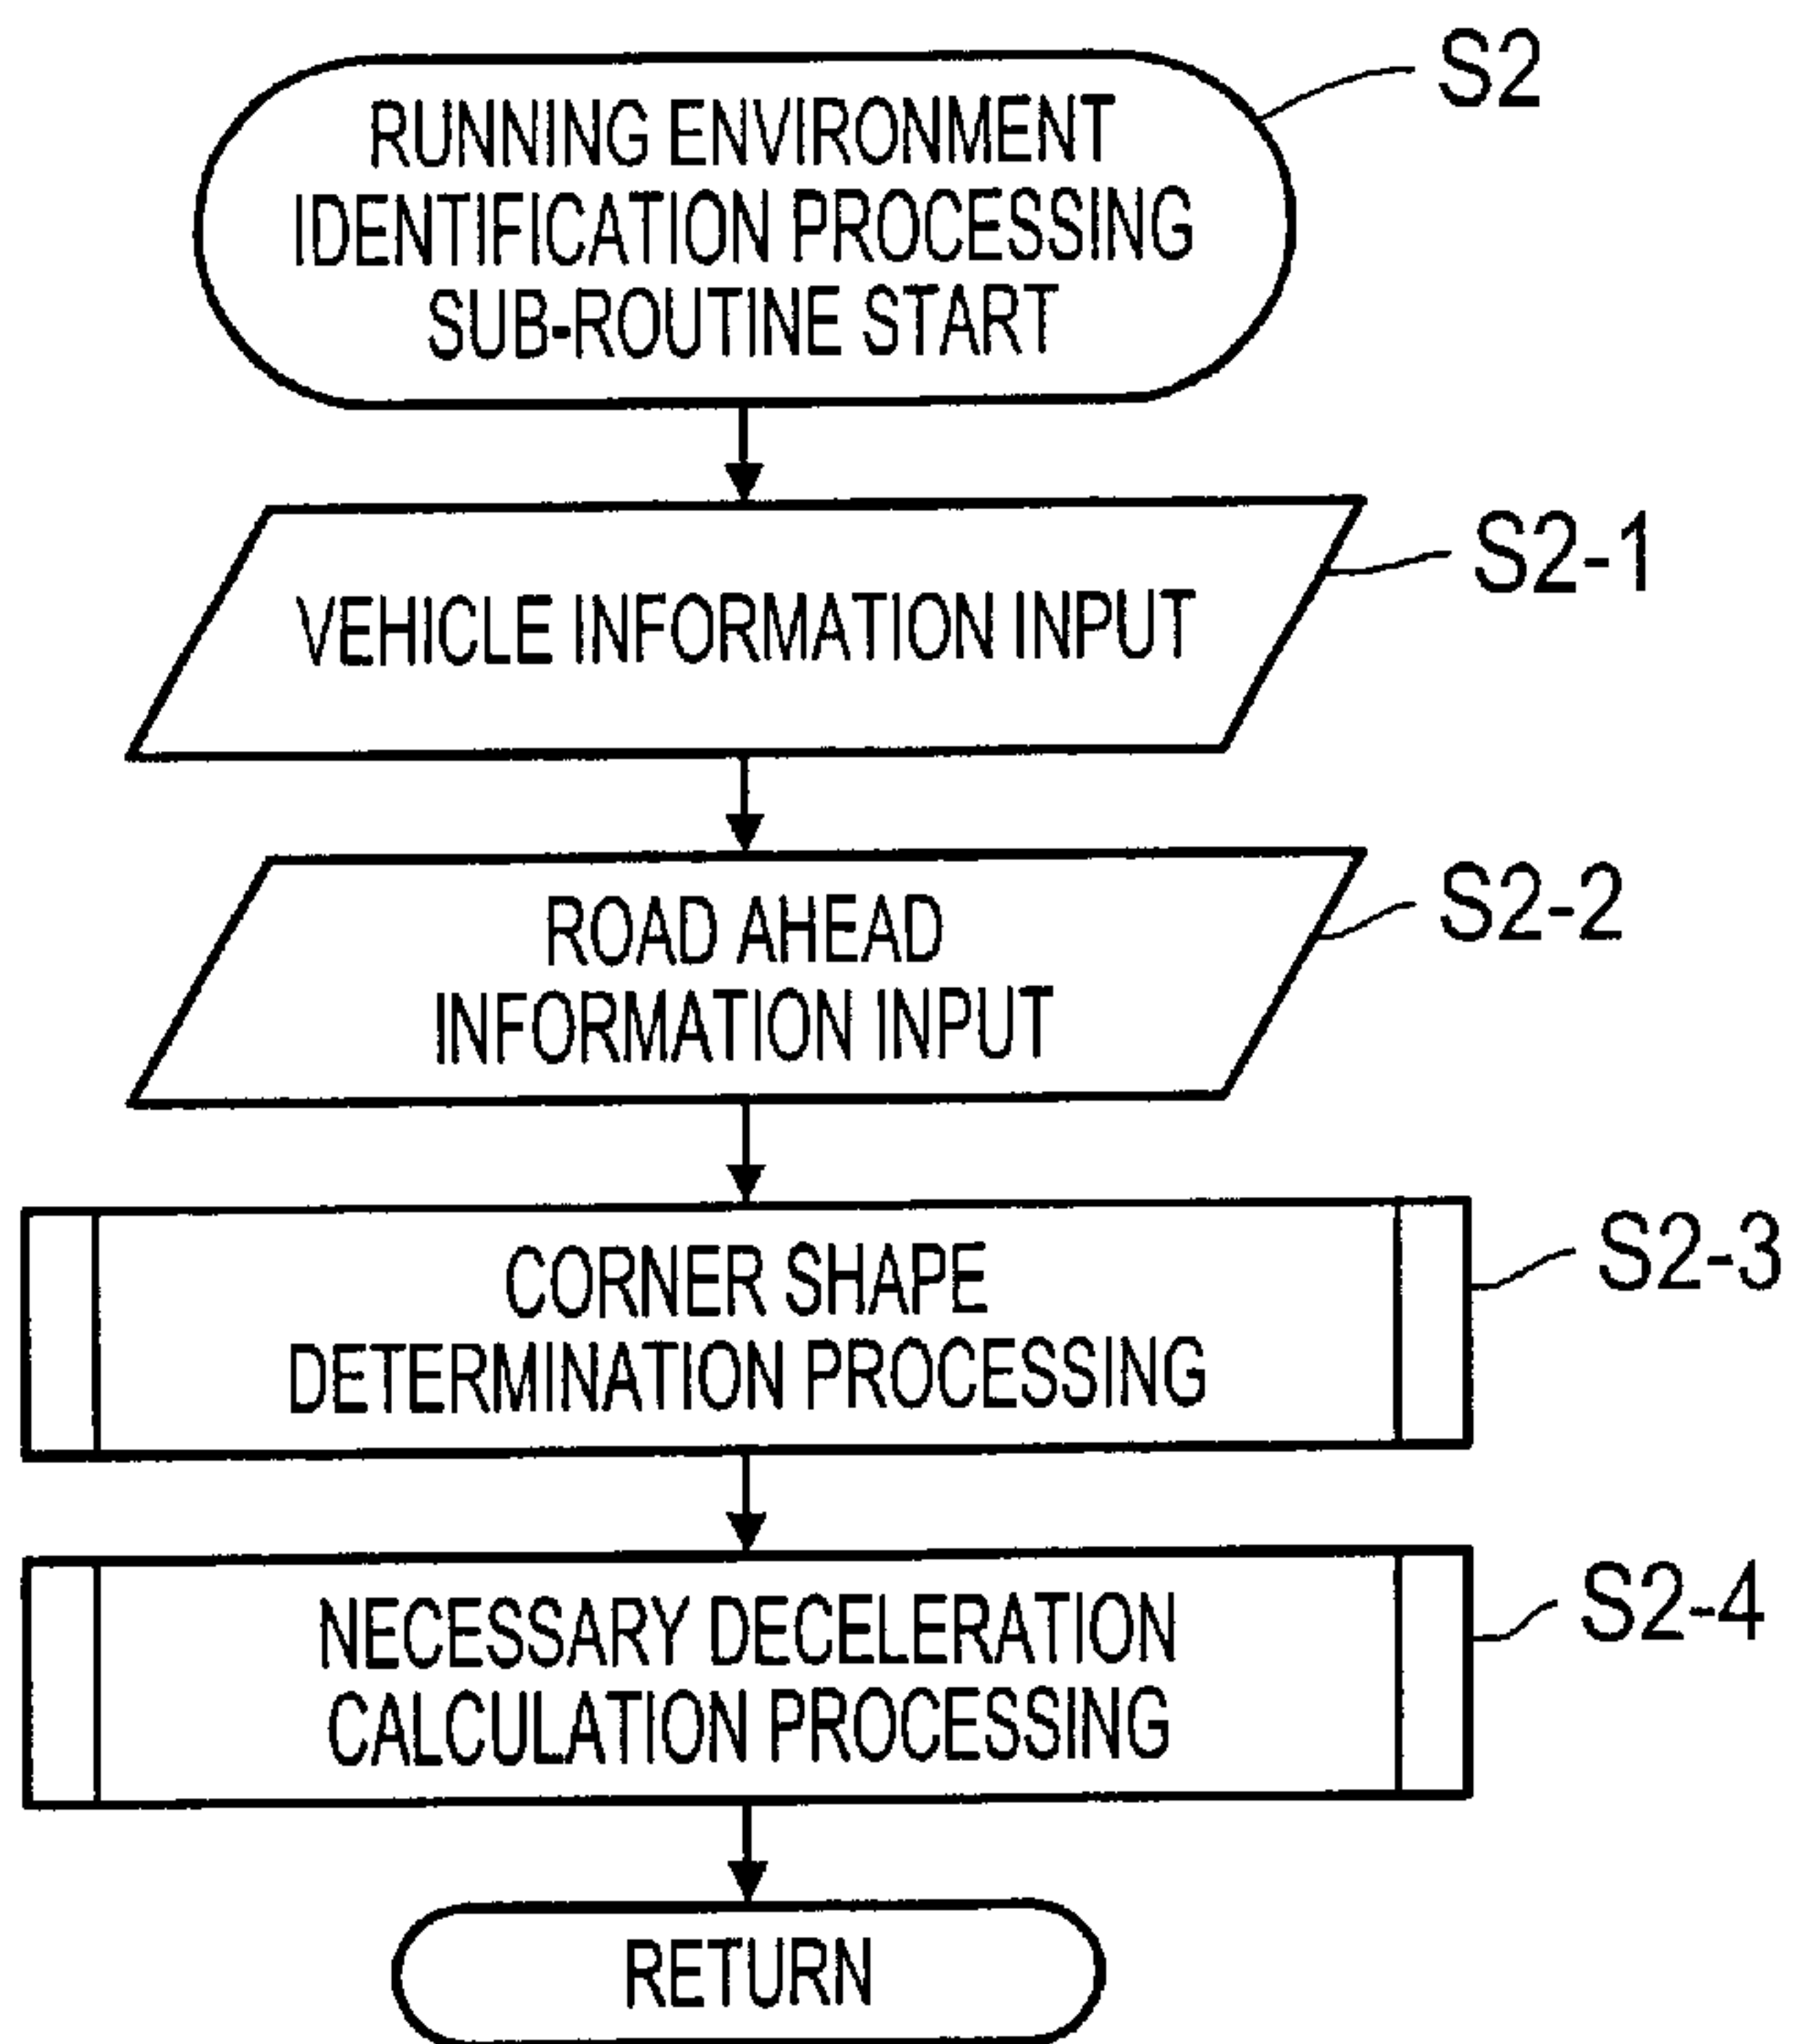 S2
RUNNING ENVIRONMENT
IDENTIFICATION PROCESSING
SUB-ROUTINE START
S2-1
VEHICLE INFORMATION INPUT
S2-2
ROAD AHEAD
INFORMATION INPUT
S2-3
CORNER SHAPE
DETERMINATION PROCESSING
S2-4
NECESSARY DECELERATION
CALCULATION PROCESSING
RETURN